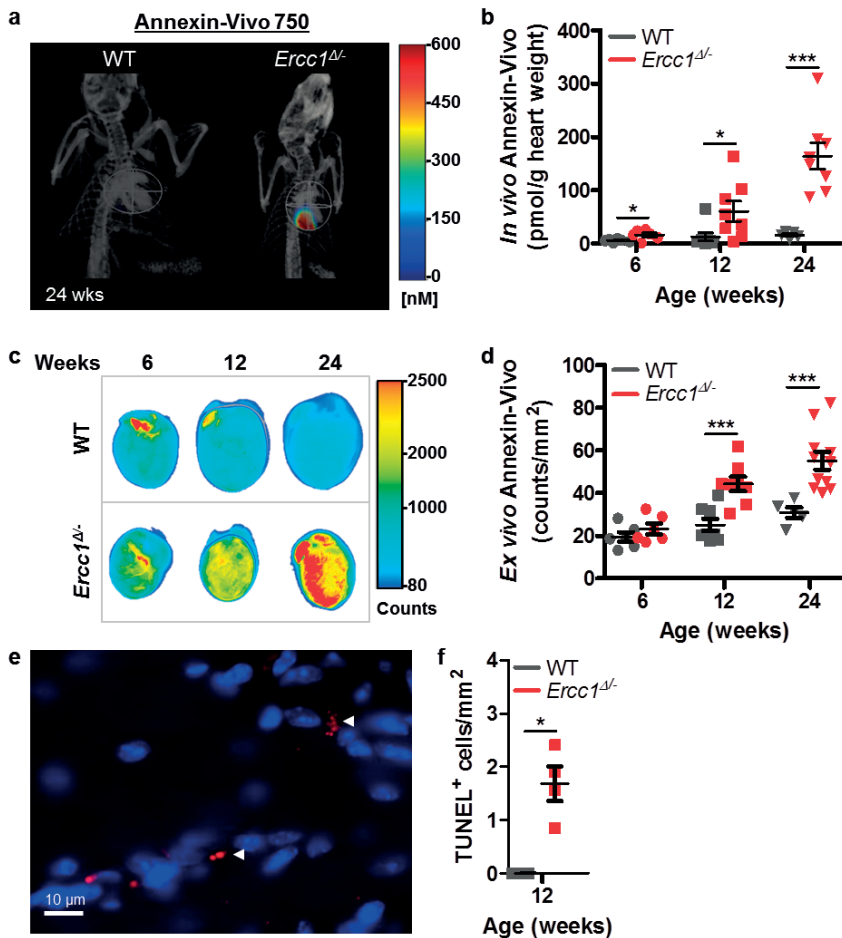 a
Annexin-Vivo 750
WT
Ercc1Δ/-
600
450
300
150
0
[nM]
24 wks
b
WT
Ercc1Δ/-
In vivo Annexin-Vivo
(pmol/g heart weight)
400
300
200
100
0
*
*
***
6
12
24
Age (weeks)
c
Weeks
6
12
24
WT
Ercc1Δ/-
2500
2000
1000
80
Counts
d
WT
Ercc1Δ/-
Ex vivo Annexin-Vivo
(counts/mm²)
100
80
60
40
20
0
***
***
6
12
24
Age (weeks)
e
10 µm
f
WT
Ercc1Δ/-
TUNEL⁺ cells/mm²
4
3
2
1
0
*
12
Age (weeks)